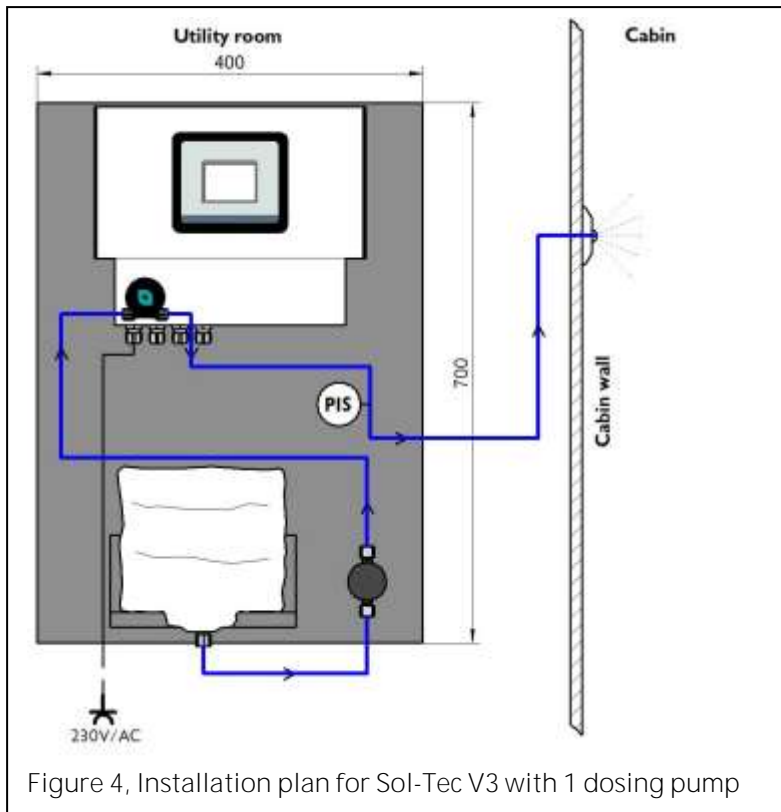 Utility room
Cabin
400
700
PIS
Cabin wall
230V/AC
Figure 4, Installation plan for Sol-Tec V3 with 1 dosing pump